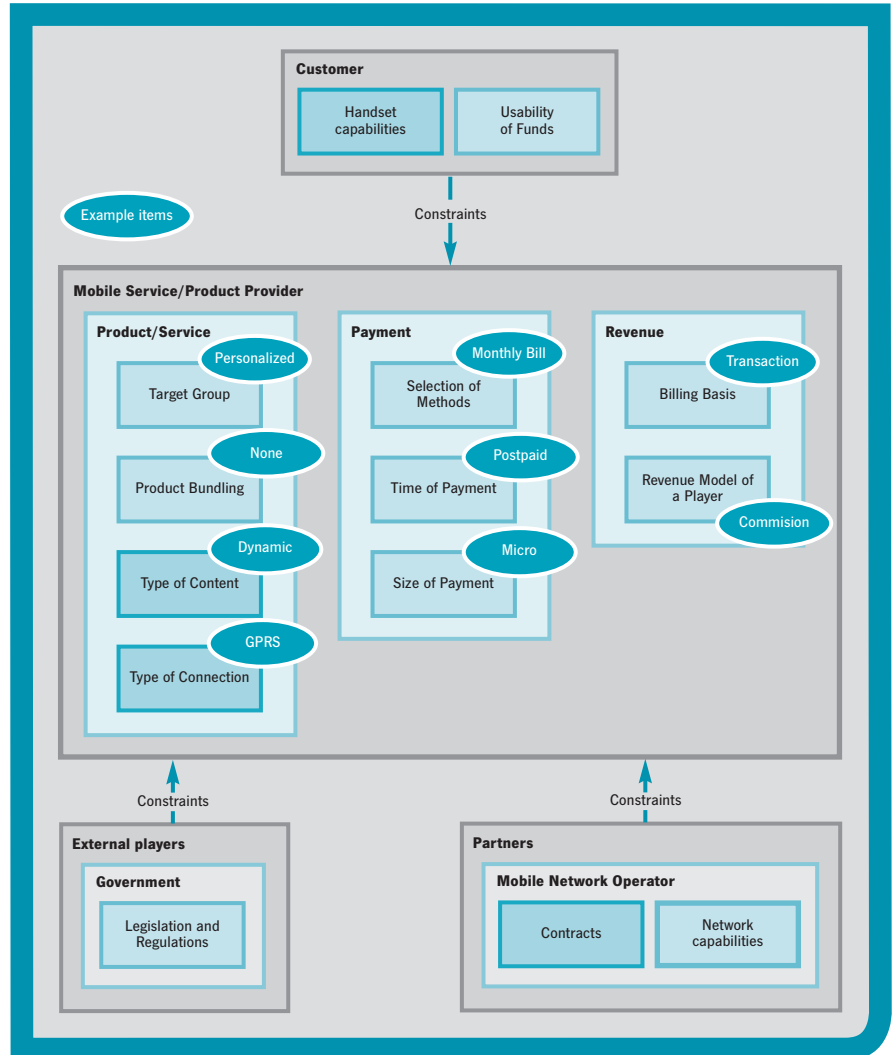 Customer
Handset
capabilities
Usability
of Funds
Example items
Constraints
Mobile Service/Product Provider
Product/Service
Personalized
Target Group
None
Product Bundling
Dynamic
Type of Content
GPRS
Type of Connection
Payment
Monthly Bill
Selection of
Methods
Postpaid
Time of Payment
Micro
Size of Payment
Revenue
Transaction
Billing Basis
Revenue Model of
a Player
Commision
Constraints
Constraints
External players
Government
Legislation and
Regulations
Partners
Mobile Network Operator
Contracts
Network
capabilities